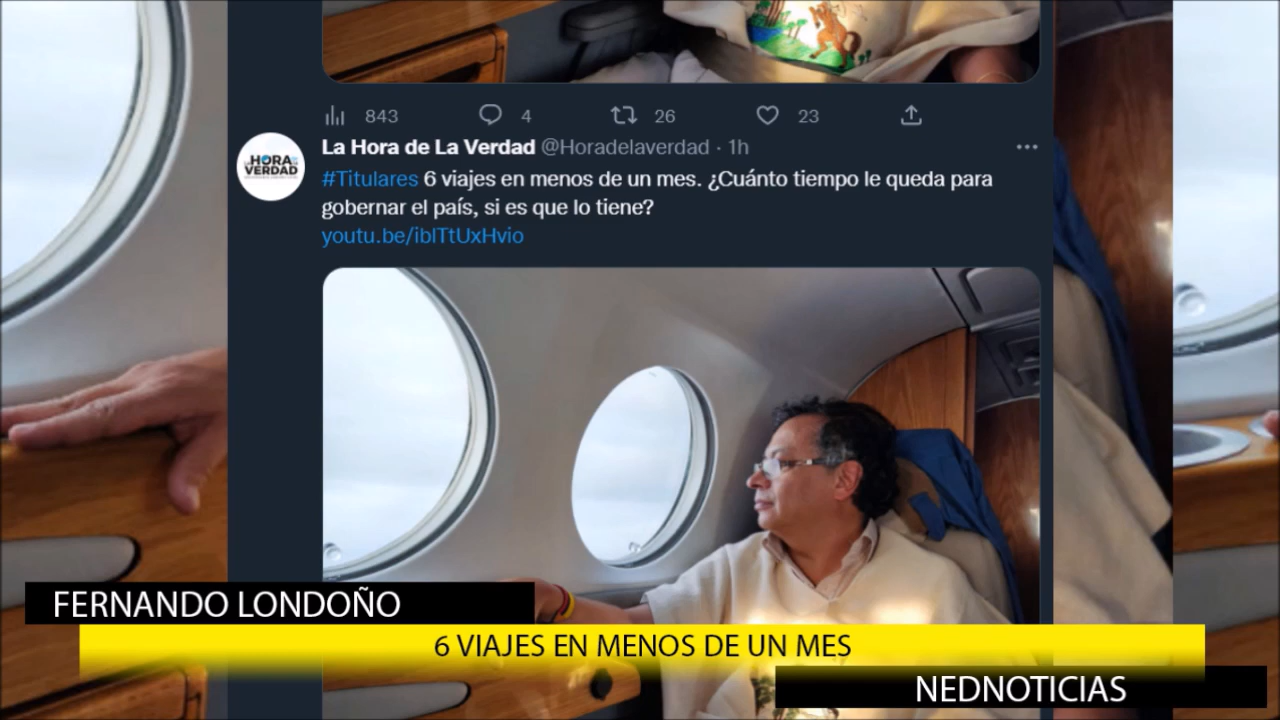 843 4 26 23
La Hora de La Verdad @Horadelaverdad · 1h
HORA
VERDAD
#Titulares 6 viajes en menos de un mes. ¿Cuánto tiempo le queda para
gobernar el país, si es que lo tiene?
youtu.be/iblTtUxHvio
FERNANDO LONDOÑO
6 VIAJES EN MENOS DE UN MES
NEDNOTICIAS